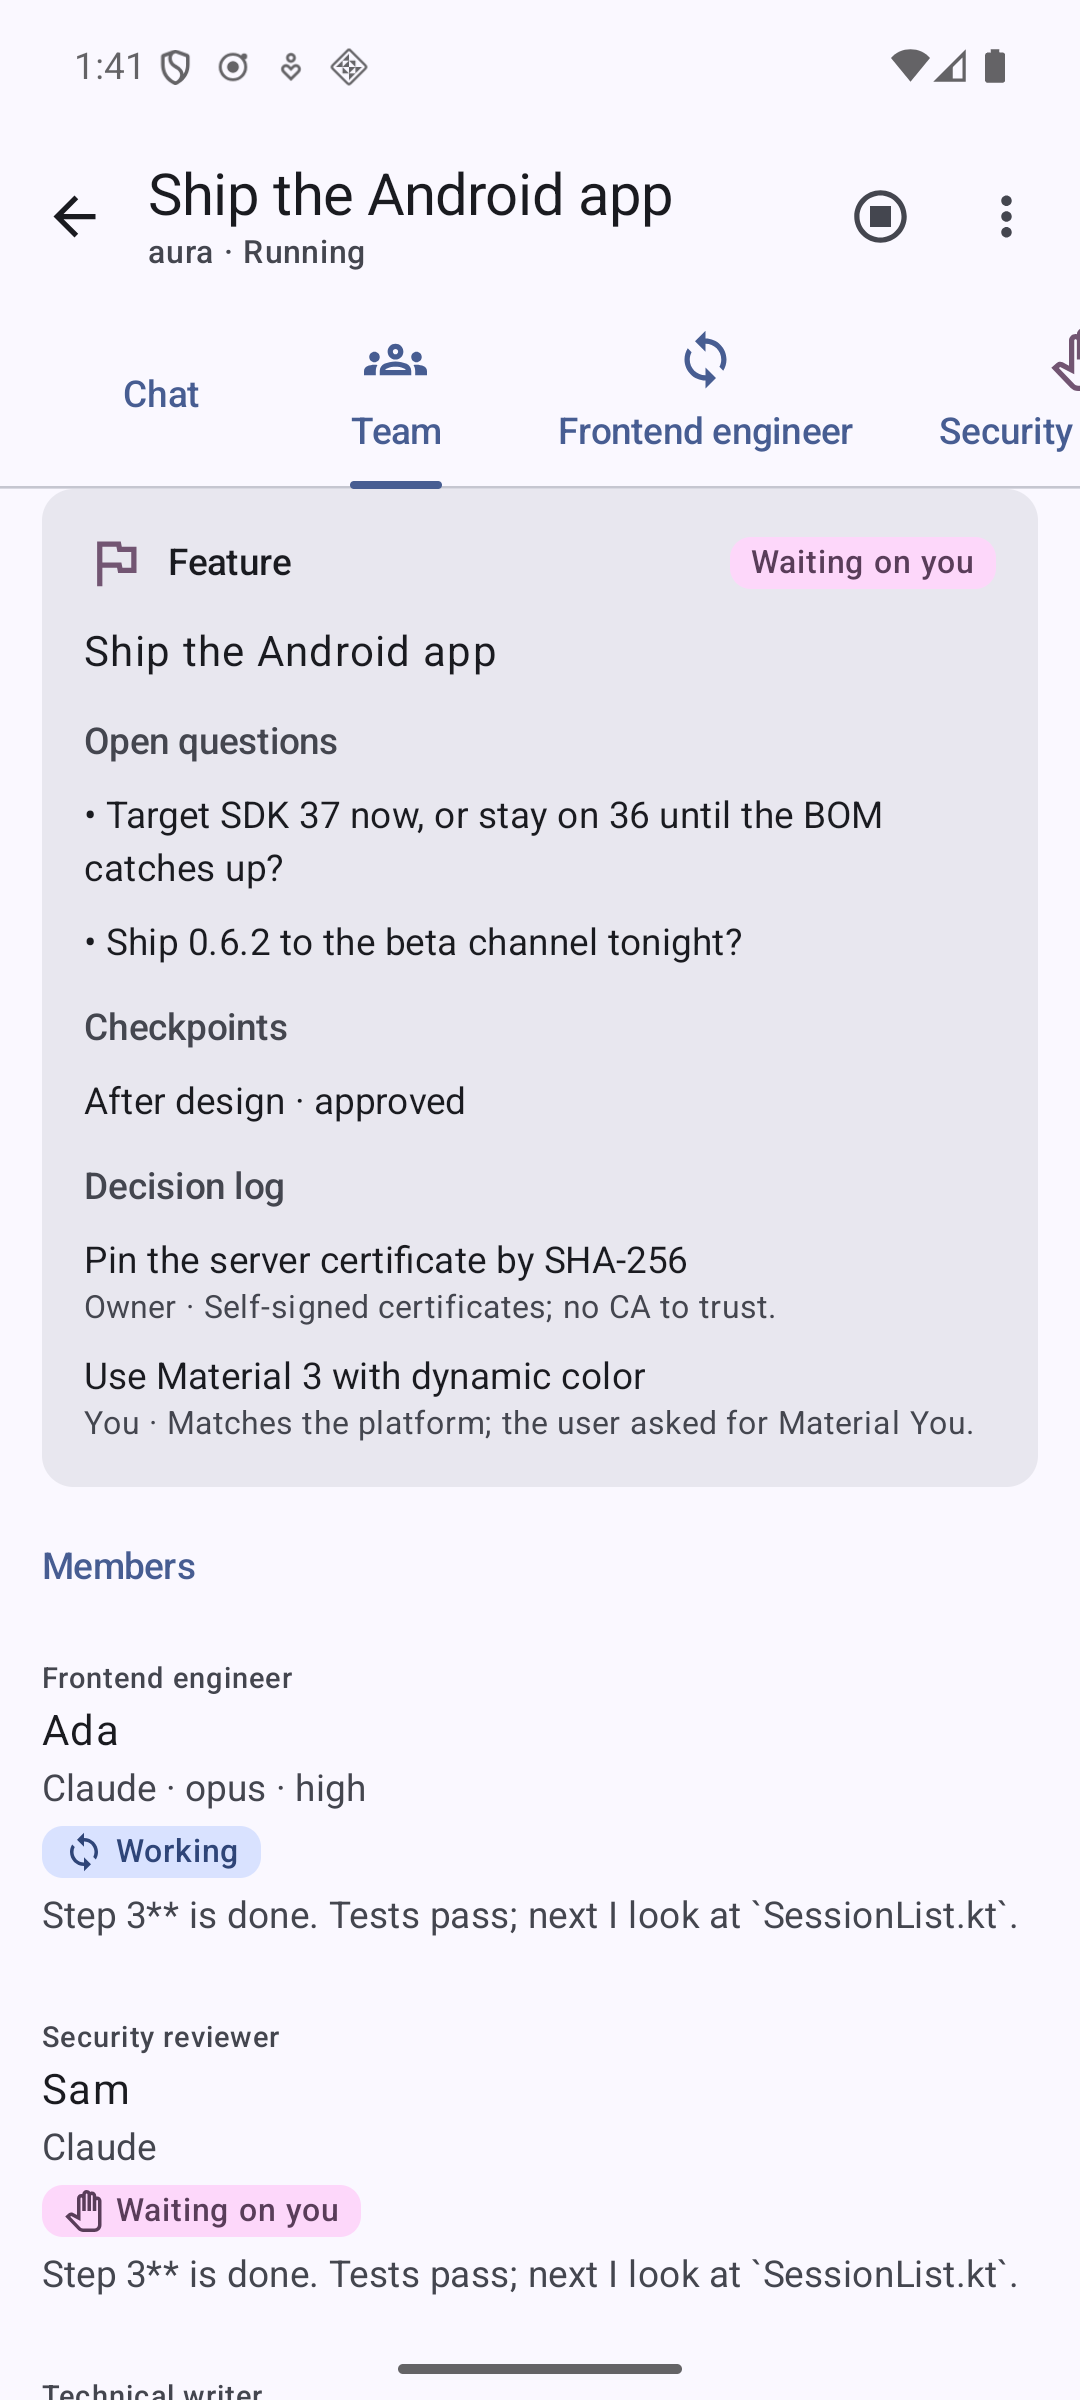 1:41
Ship the Android app
aura · Running
Chat
Team
Frontend engineer
Security
Feature
Waiting on you
Ship the Android app
Open questions
• Target SDK 37 now, or stay on 36 until the BOM
catches up?
• Ship 0.6.2 to the beta channel tonight?
Checkpoints
After design · approved
Decision log
Pin the server certificate by SHA-256
Owner · Self-signed certificates; no CA to trust.
Use Material 3 with dynamic color
You · Matches the platform; the user asked for Material You.
Members
Frontend engineer
Ada
Claude · opus · high
Working
Step 3** is done. Tests pass; next I look at `SessionList.kt`.
Security reviewer
Sam
Claude
Waiting on you
Step 3** is done. Tests pass; next I look at `SessionList.kt`.
Technical writer